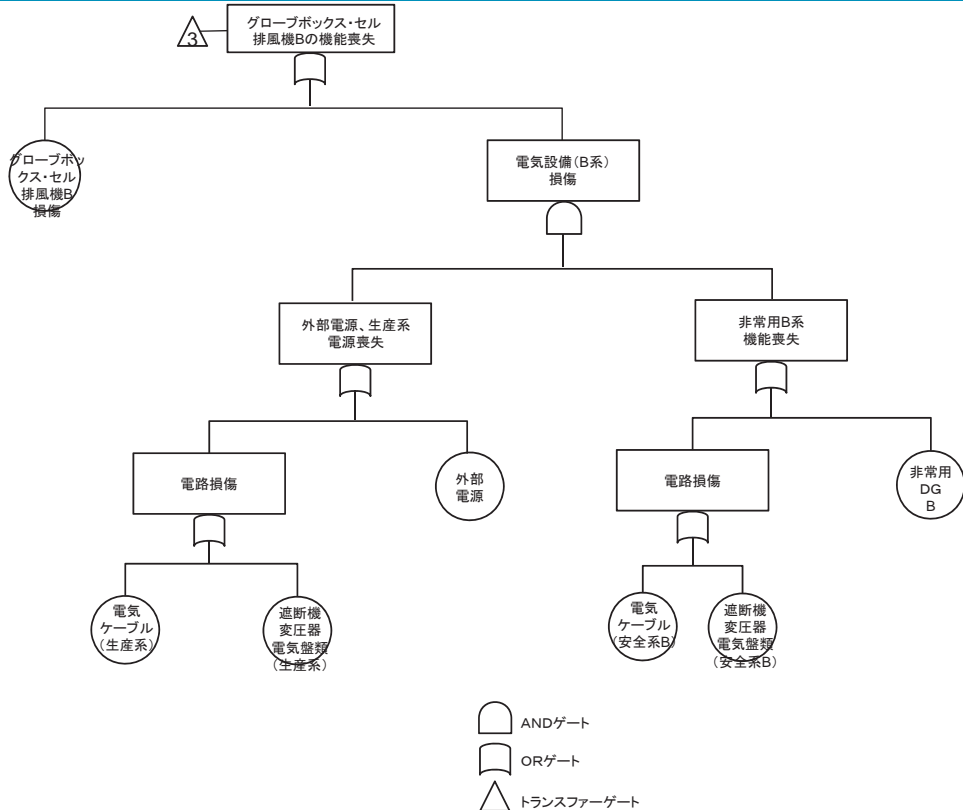 3
グローブボックス・セル
排風機Bの機能喪失
グローブボッ
クス・セル
排風機B
損傷
電気設備(B系)
損傷
外部電源、生産系
電源喪失
非常用B系
機能喪失
電路損傷
外部
電源
電路損傷
非常用
DG
B
電気
ケーブル
(生産系)
遮断機
変圧器
電気盤類
(生産系)
電気
ケーブル
(安全系B)
遮断機
変圧器
電気盤類
(安全系B)
ANDゲート
ORゲート
トランスファーゲート